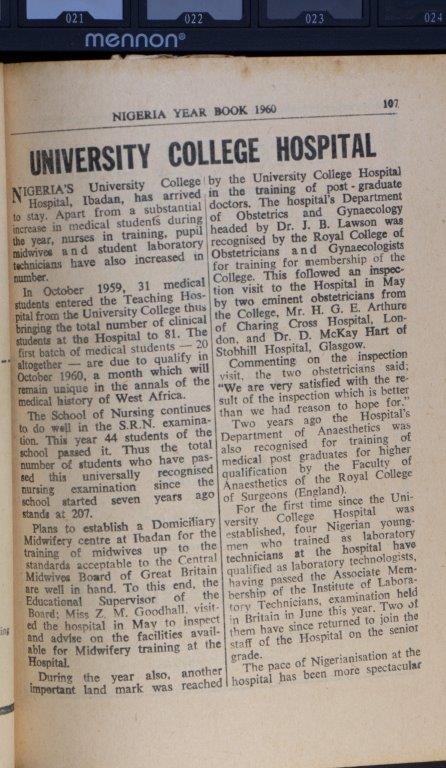 021
022
023
024
mennon®
NIGERIA YEAR BOOK 1960
107
UNIVERSITY COLLEGE HOSPITAL
NIGERIA'S University College
Hospital, Ibadan, has arrived
to stay. Apart from a substantial
increase in medical students during
the year, nurses in training, pupil
midwives and student laboratory
technicians have also increased in
number.
In October 1959, 31 medical
students entered the Teaching Hos-
pital from the University College thus
bringing the total number of clinical
students at the Hospital to 81. The
first batch of medical students — 20
altogether — are due to qualify in
October 1960, a month which will
remain unique in the annals of the
medical history of West Africa.
The School of Nursing continues
to do well in the S.R.N. examina-
tion. This year 44 students of the
school passed it. Thus the total
number of students who have pas-
sed this universally recognised
nursing examination since the
school started seven years ago
stands at 207.
Plans to establish a Domiciliary
Midwifery centre at Ibadan for the
training of midwives up to the
standards acceptable to the Central
Midwives Board of Great Britain
are well in hand. To this end, the
Educational Supervisor of the
Board; Miss Z. M. Goodhall, visit-
ed the hospital in May to inspect
and advise on the facilities avail-
able for Midwifery training at the
Hospital.
During the year also, another
important land mark was reached
by the University College Hospital
in the training of post-graduate
doctors. The hospital's Department
of Obstetrics and Gynaecology
headed by Dr. J. B. Lawson was
recognised by the Royal College of
Obstetricians and Gynaecologists
for training for membership of the
College. This followed an inspec-
tion visit to the Hospital in May
by two eminent obstetricians from
the College, Mr. H. G. E. Arthure
of Charing Cross Hospital, Lon-
don, and Dr. D. McKay Hart of
Stobhill Hospital, Glasgow.
Commenting on the inspection
visit, the two obstetricians said;
"We are very satisfied with the re-
sult of the inspection which is better
than we had reason to hope for."
Two years ago the Hospital's
Department of Anaesthetics was
also recognised for training of
medical post graduates for higher
qualification by the Faculty of
Anaesthetics of the Royal College
of Surgeons (England).
For the first time since the Uni-
versity College Hospital was
established, four Nigerian young-
men who trained as laboratory
technicians at the hospital have
qualified as laboratory technologists,
having passed the Associate Mem-
bership of the Institute of Labora-
tory Technicians, examination held
in Britain in June this year. Two of
them have since returned to join the
staff of the Hospital on the senior
grade.
The pace of Nigerianisation at the
hospital has been more spectacular